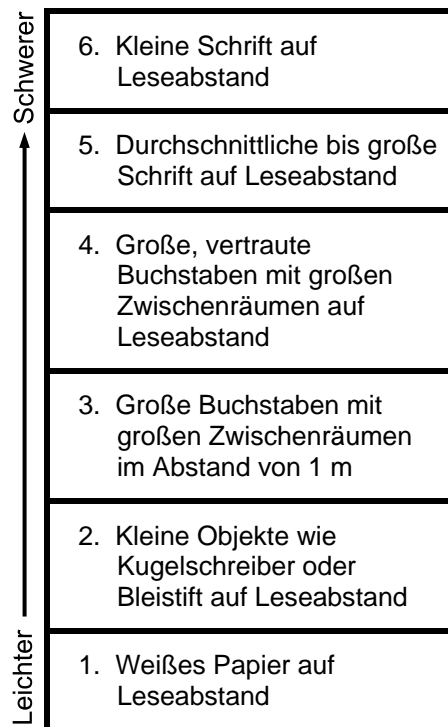 Schwerer
6. Kleine Schrift auf
Leseabstand
5. Durchschnittliche bis große
Schrift auf Leseabstand
4. Große, vertraute
Buchstaben mit großen
Zwischenräumen auf
Leseabstand
3. Große Buchstaben mit
großen Zwischenräumen
im Abstand von 1 m
2. Kleine Objekte wie
Kugelschreiber oder
Bleistift auf Leseabstand
Leichter
1. Weißes Papier auf
Leseabstand